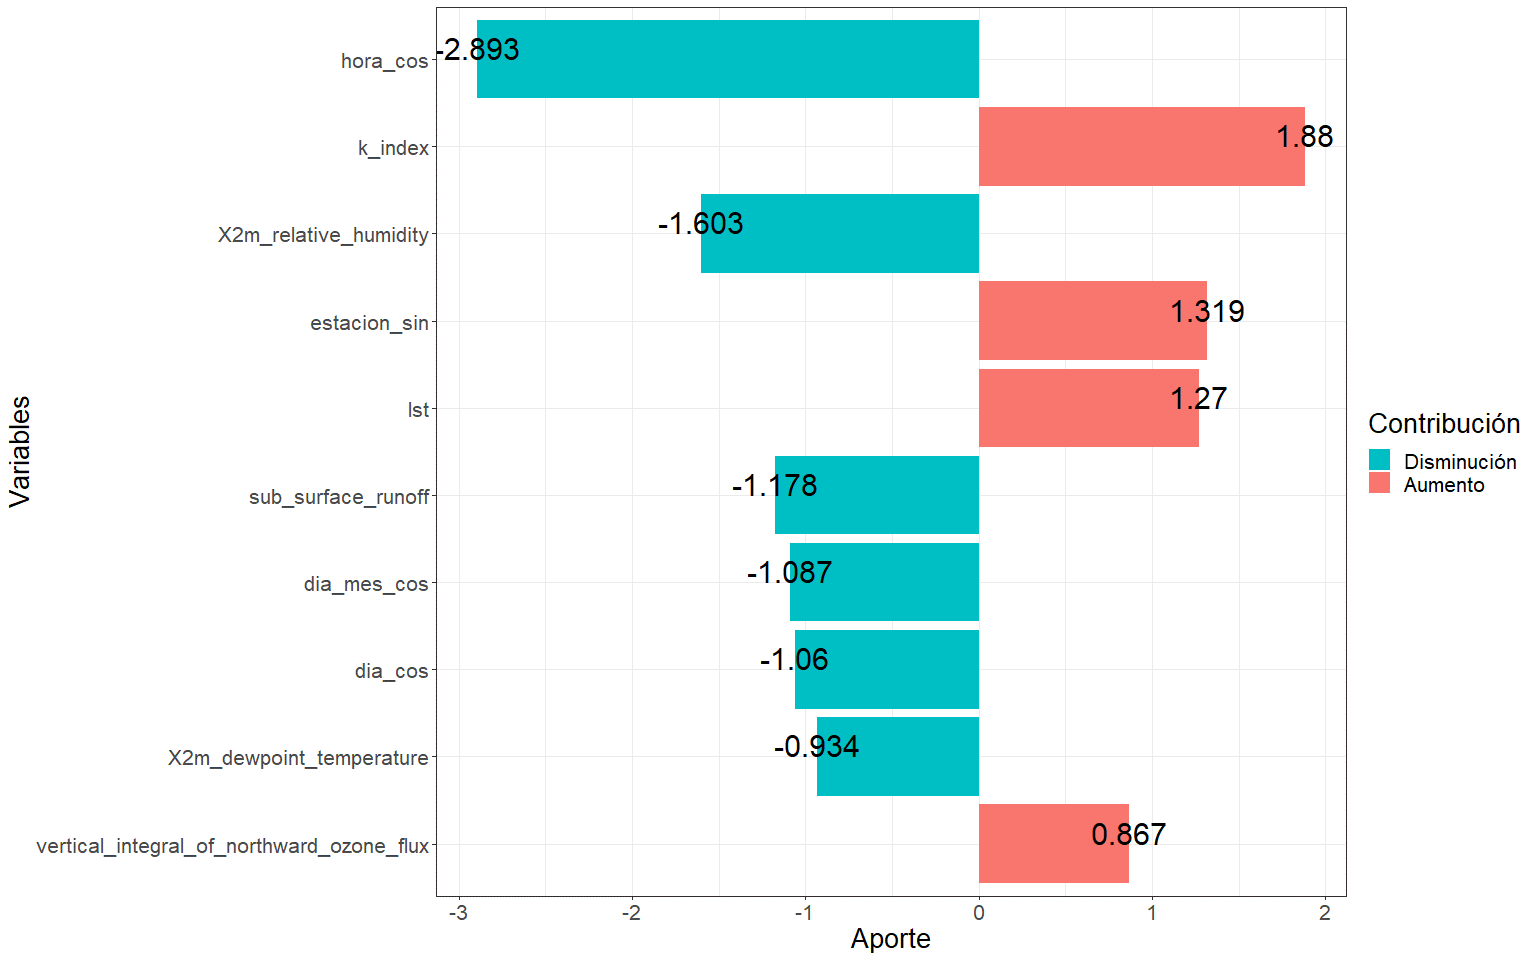 hora_cos
-2.893
k_index
1.88
X2m_relative_humidity
-1.603
estacion_sin
1.319
lst
1.27
sub_surface_runoff
-1.178
dia_mes_cos
-1.087
dia_cos
-1.06
X2m_dewpoint_temperature
-0.934
vertical_integral_of_northward_ozone_flux
0.867
-3 -2 -1 0 1 2
Aporte
Variables
Contribución
Disminución
Aumento